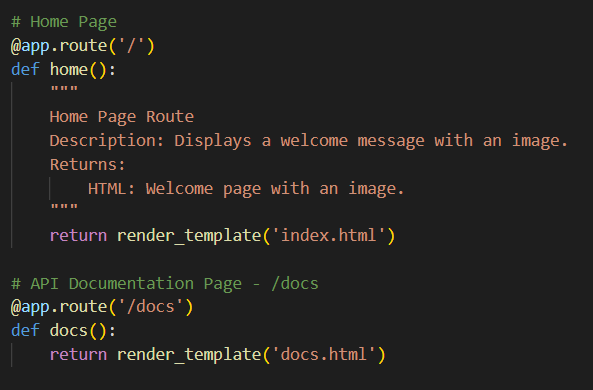 # Home Page
@app.route('/')
def home():
    """
    Home Page Route
    Description: Displays a welcome message with an image.
    Returns:
        HTML: Welcome page with an image.
    """
    return render_template('index.html')

# API Documentation Page - /docs
@app.route('/docs')
def docs():
    return render_template('docs.html')